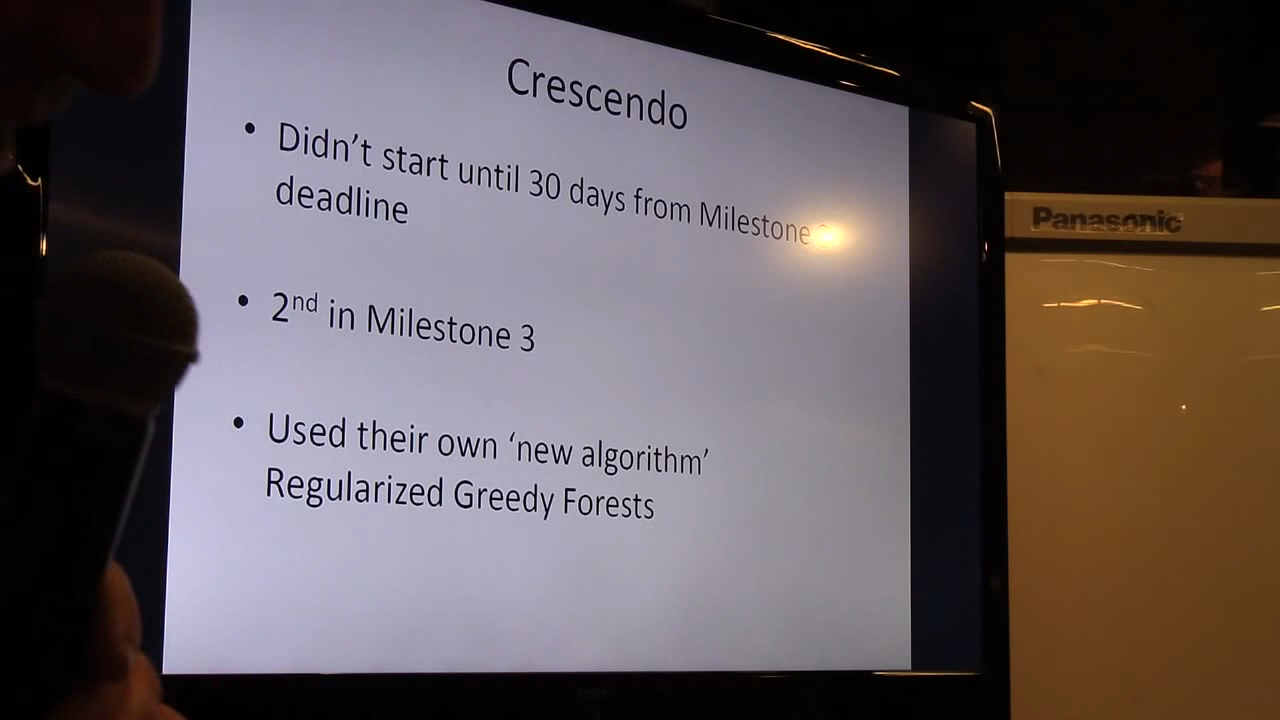 Crescendo
• Didn't start until 30 days from Milestone
deadline
• 2nd in Milestone 3
• Used their own 'new algorithm'
Regularized Greedy Forests
Panasonic